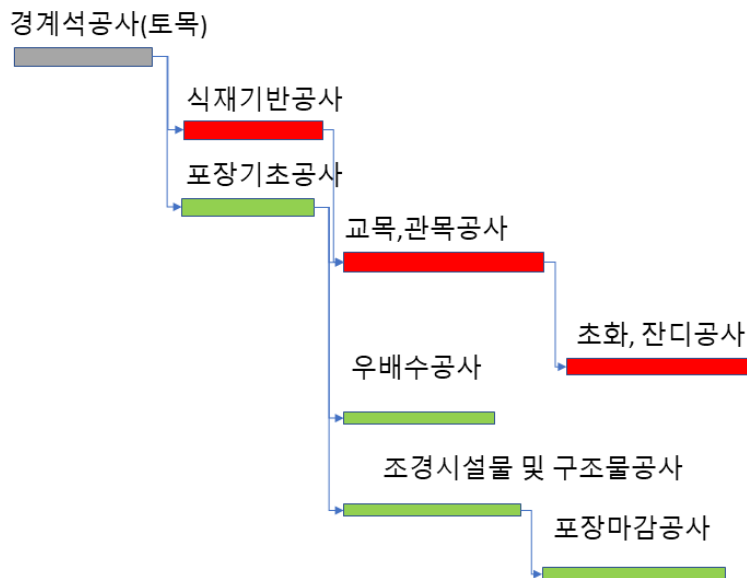 경계석공사(토목)
식재기반공사
포장기초공사
교목,관목공사
초화, 잔디공사
우배수공사
조경시설물 및 구조물공사
포장마감공사